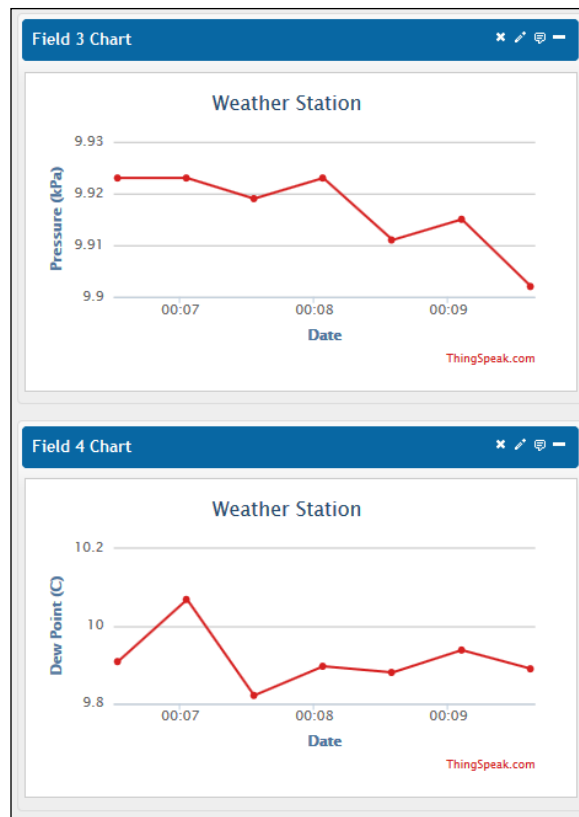 Field 3 Chart
Weather Station
Pressure (kPa)
9.93
9.92
9.91
9.9
00:07 00:08 00:09
Date
ThingSpeak.com
Field 4 Chart
Weather Station
Dew Point (C)
10.2
10
9.8
00:07 00:08 00:09
Date
ThingSpeak.com